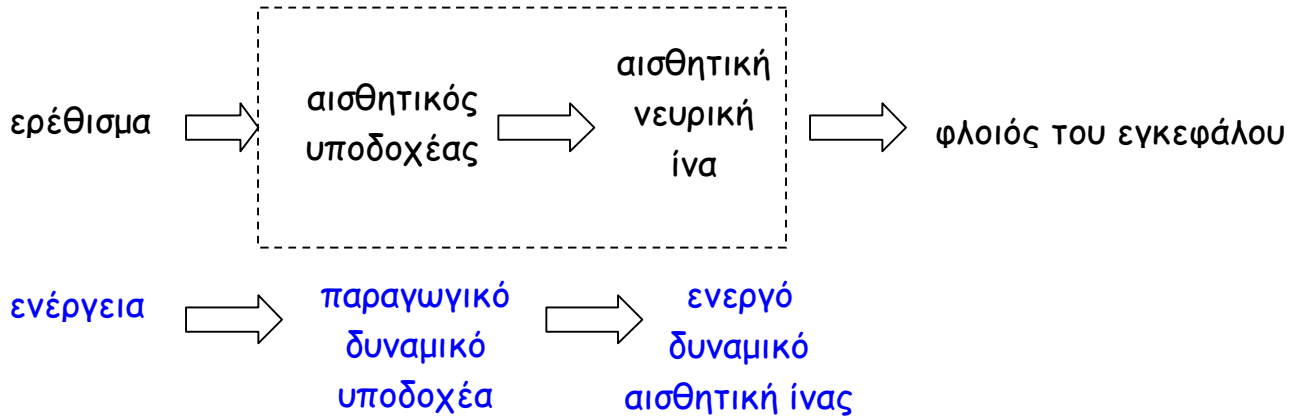 ερέθισμα
αισθητικός
υποδοχέας
αισθητική
νευρική
ίνα
φλοιός του εγκεφάλου
ενέργεια
παραγωγικό
δυναμικό
υποδοχέα
ενεργό
δυναμικό
αισθητική ίνας